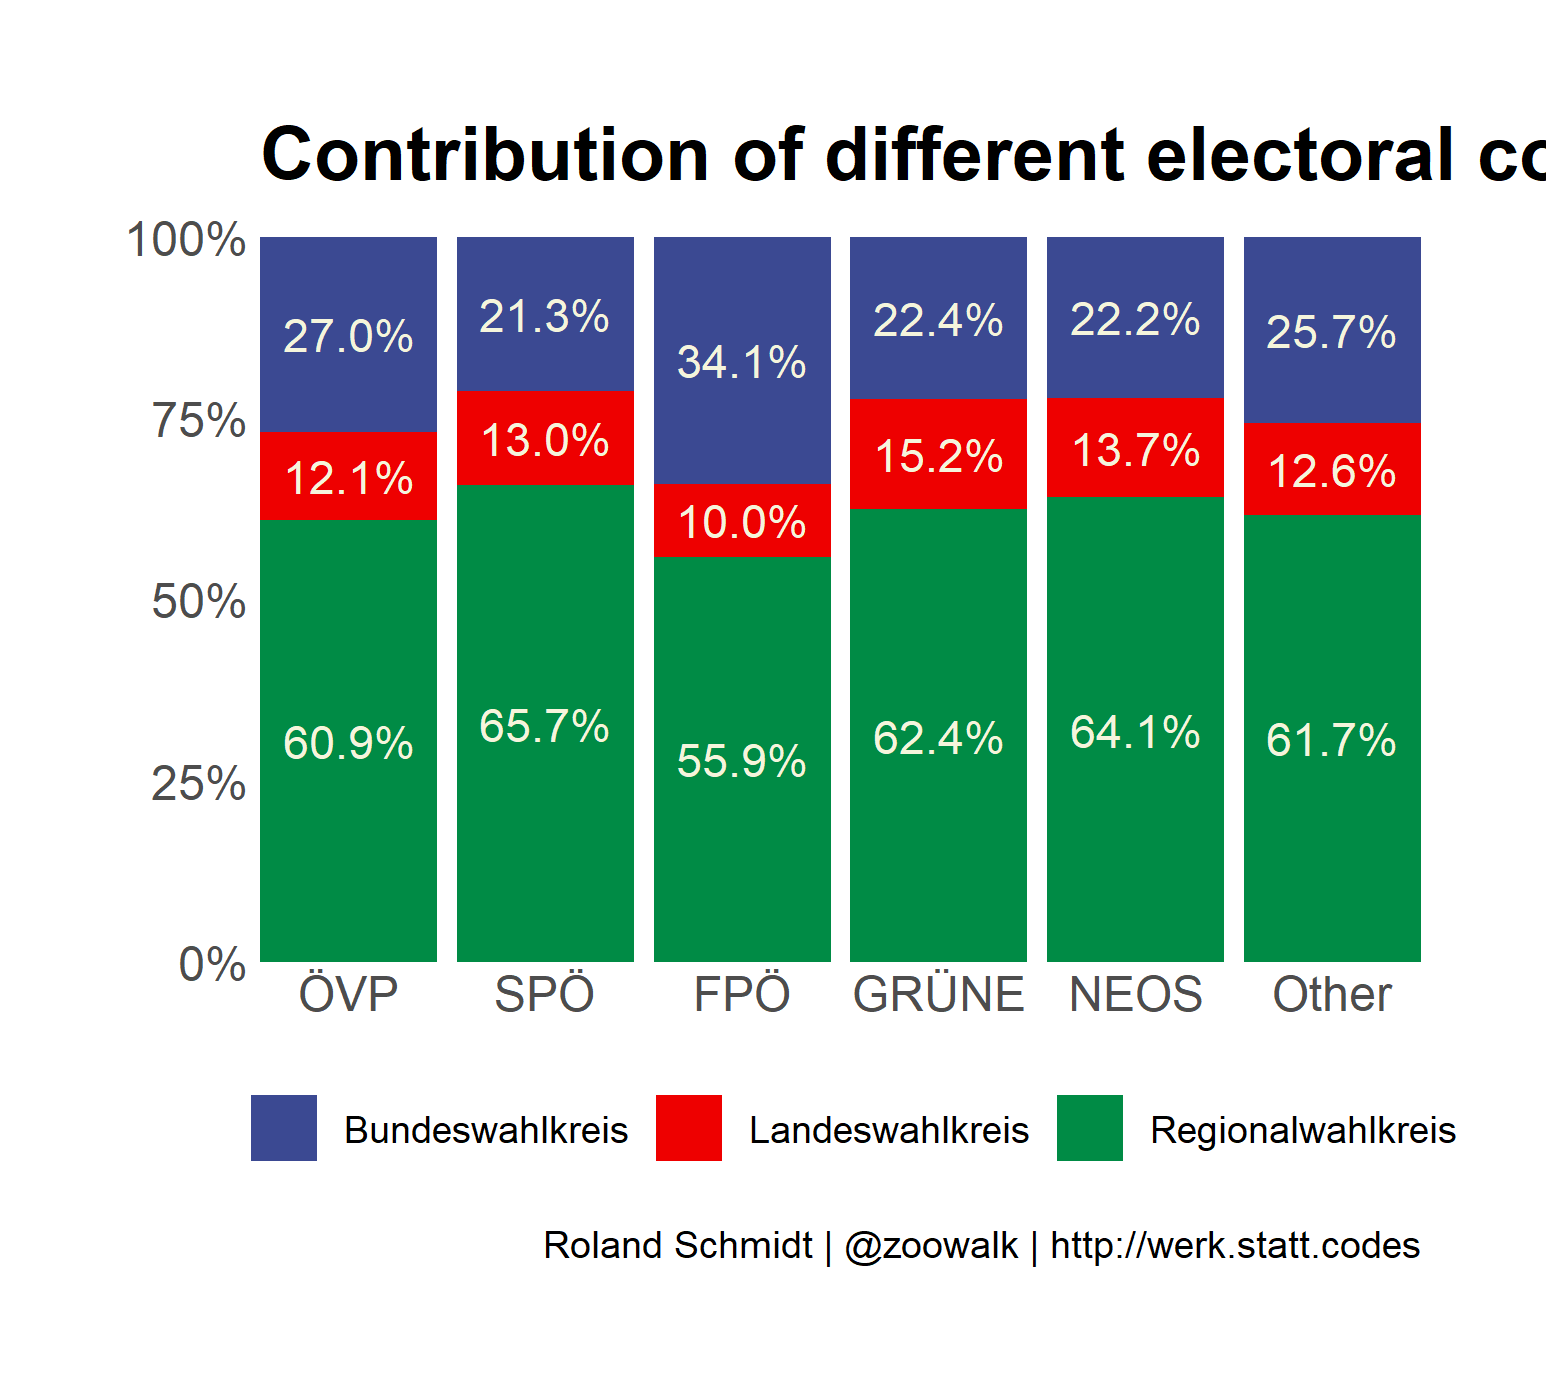 Contribution of different electoral co
100%
75%
50%
25%
0%
27.0% 21.3% 34.1% 22.4% 22.2% 25.7%
12.1% 13.0% 10.0% 15.2% 13.7% 12.6%
60.9% 65.7% 55.9% 62.4% 64.1% 61.7%
ÖVP SPÖ FPÖ GRÜNE NEOS Other
Bundeswahlkreis Landeswahlkreis Regionalwahlkreis
Roland Schmidt | @zoowalk | http://werk.statt.codes